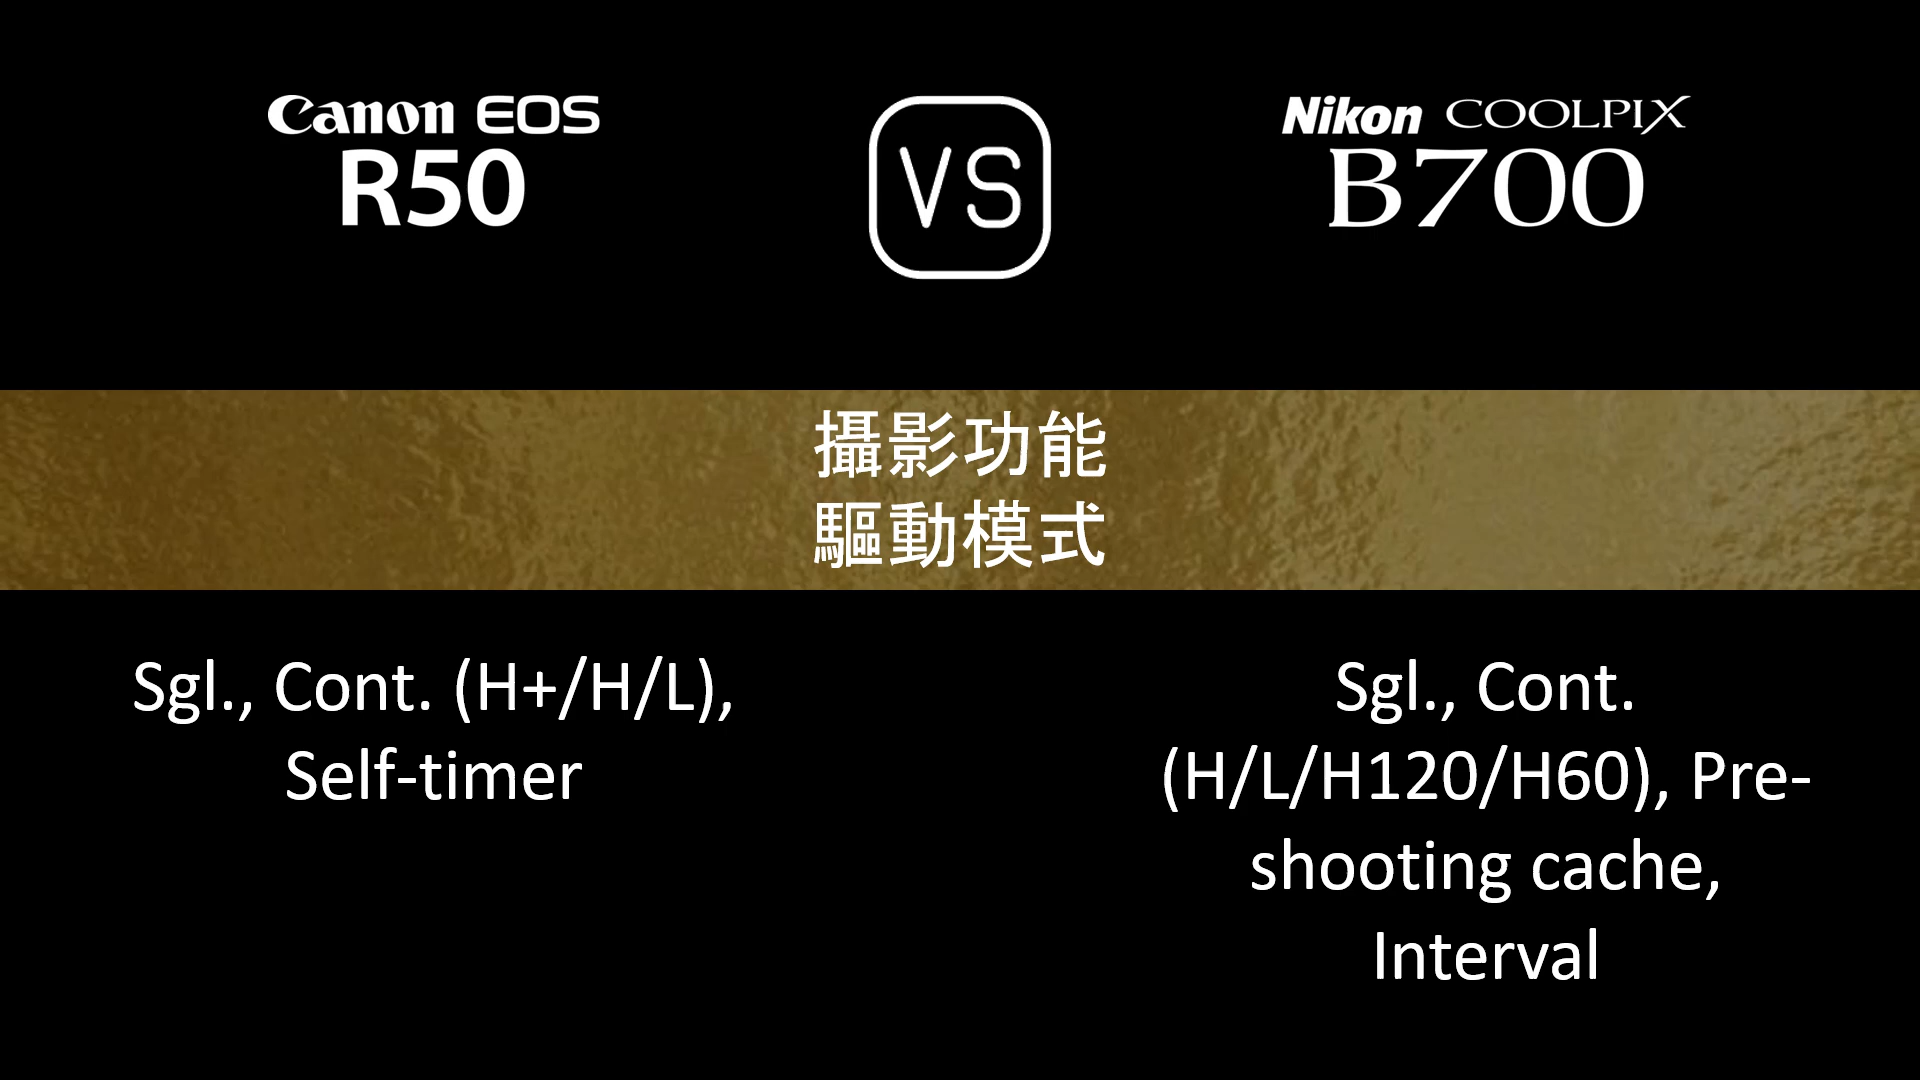 Canon EOS
R50
VS
Nikon COOLPIX
B700
攝影功能
驅動模式
Sgl., Cont. (H+/H/L),
Self-timer
Sgl., Cont.
(H/L/H120/H60), Pre-
shooting cache,
Interval